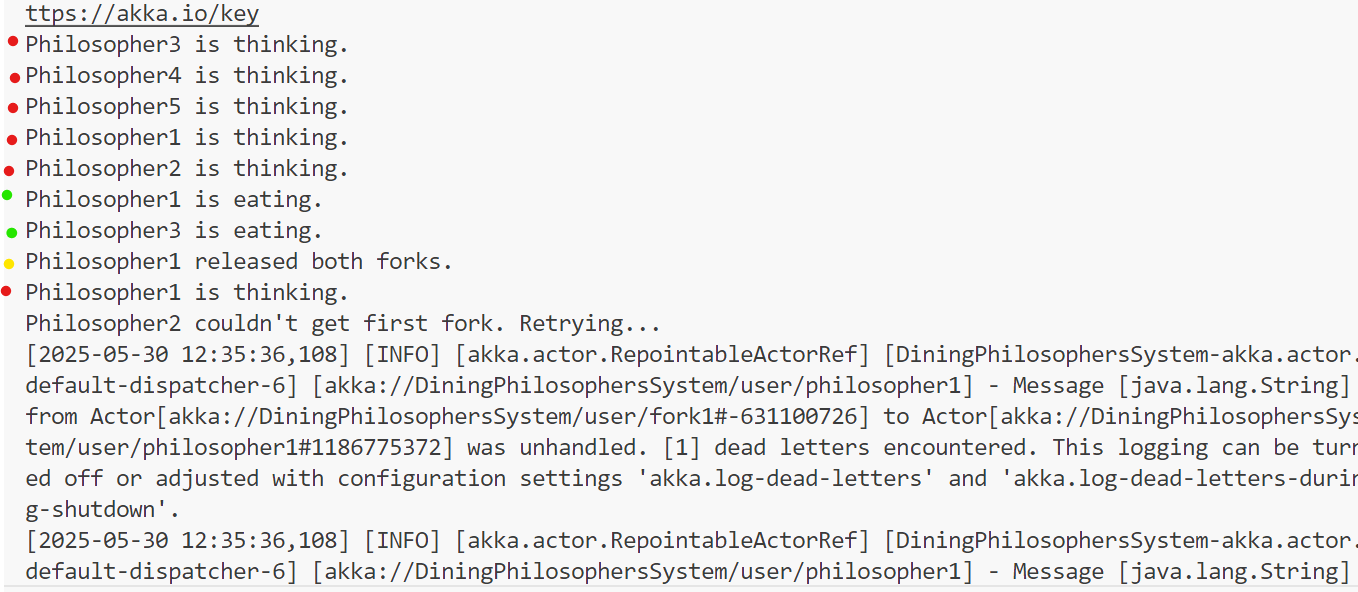 ttps://akka.io/key
Philosopher3 is thinking.
Philosopher4 is thinking.
Philosopher5 is thinking.
Philosopher1 is thinking.
Philosopher2 is thinking.
Philosopher1 is eating.
Philosopher3 is eating.
Philosopher1 released both forks.
Philosopher1 is thinking.
Philosopher2 couldn't get first fork. Retrying...
[2025-05-30 12:35:36,108] [INFO] [akka.actor.RepointableActorRef] [DiningPhilosophersSystem-akka.actor.
default-dispatcher-6] [akka://DiningPhilosophersSystem/user/philosopher1] - Message [java.lang.String]
from Actor[akka://DiningPhilosophersSystem/user/fork1#-631100726] to Actor[akka://DiningPhilosophersSys
tem/user/philosopher1#1186775372] was unhandled. [1] dead letters encountered. This logging can be turn
ed off or adjusted with configuration settings 'akka.log-dead-letters' and 'akka.log-dead-letters-durin
g-shutdown'.
[2025-05-30 12:35:36,108] [INFO] [akka.actor.RepointableActorRef] [DiningPhilosophersSystem-akka.actor.
default-dispatcher-6] [akka://DiningPhilosophersSystem/user/philosopher1] - Message [java.lang.String]